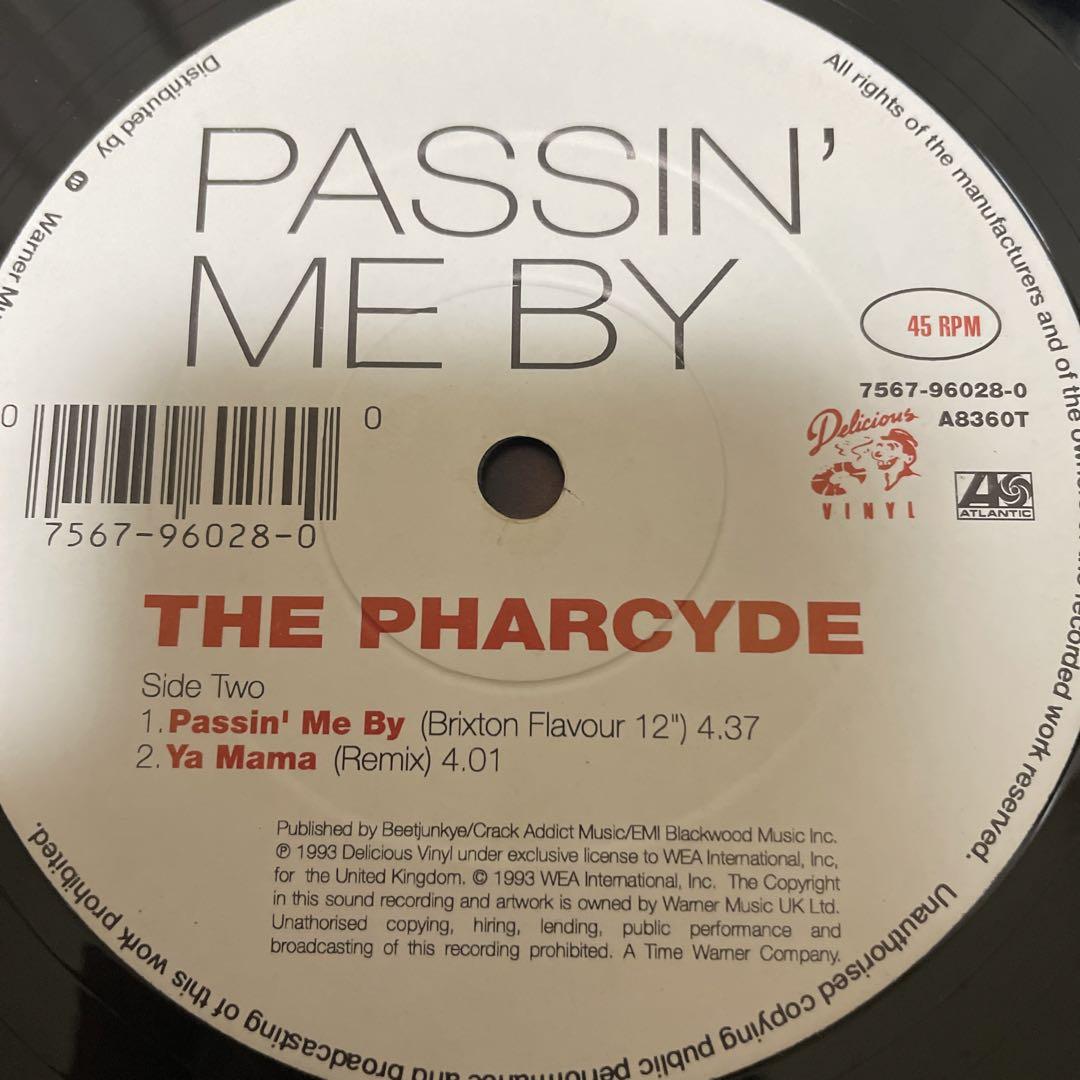 PASSIN'
ME BY
45 RPM
7567-96028-0
A8360T
Delicious
VINYL
ATLANTIC
0 0
7567-96028-0
THE PHARCYDE
Side Two
1. Passin' Me By (Brixton Flavour 12") 4.37
2. Ya Mama (Remix) 4.01
Published by Beetjunkye/Crack Addict Music/EMI Blackwood Music Inc.
℗ 1993 Delicious Vinyl under exclusive license to WEA International, Inc,
for the United Kingdom. © 1993 WEA International, Inc. The Copyright
in this sound recording and artwork is owned by Warner Music UK Ltd.
Unathorised copying, hiring, lending, public performance and
broadcasting of this recording prohibited. A Time Warner Company.
All rights of the manufacturers and of the recorded work reserved.
Unauthorised copying public performance and broadcasting of this work prohibited.
Distributed by Warner